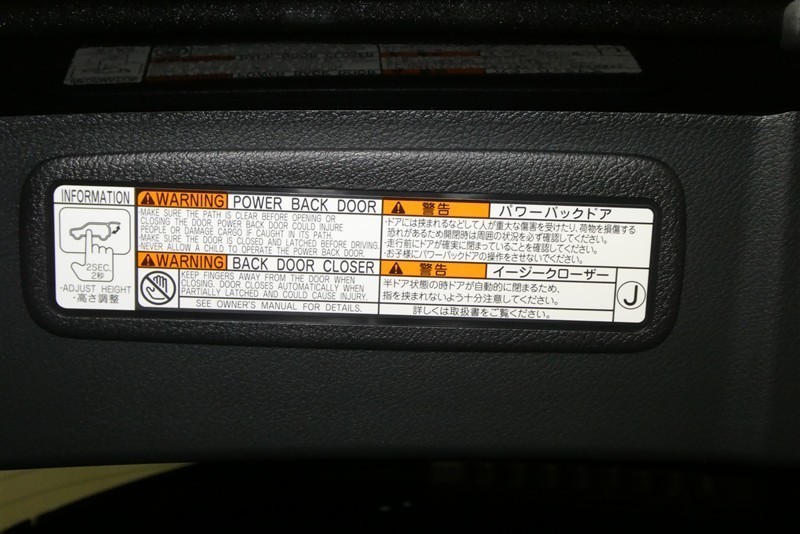 INFORMATION
2SEC.
2秒
-ADJUST HEIGHT
・高さ調整
WARNING POWER BACK DOOR
-MAKE SURE THE PATH IS CLEAR BEFORE OPENING OR
CLOSING THE DOOR. POWER BACK DOOR COULD INJURE
PEOPLE OR DAMAGE CARGO IF CAUGHT IN ITS PATH.
-MAKE SURE THE DOOR IS CLOSED AND LATCHED BEFORE DRIVING.
-NEVER ALLOW A CHILD TO OPERATE THE POWER BACK DOOR.
WARNING BACK DOOR CLOSER
KEEP FINGERS AWAY FROM THE DOOR WHEN
CLOSING. DOOR CLOSES AUTOMATICALLY WHEN
PARTIALLY LATCHED AND COULD CAUSE INJURY.
SEE OWNER'S MANUAL FOR DETAILS.
警告 パワーバックドア
・ドアには挟まれるなどして人が重大な傷害を受けたり、荷物を損傷する
恐れがあるため開閉時は周囲の状況を必ず確認してください。
・走行前にドアが確実に閉まっていることを確認してください。
・お子様にパワーバックドアの操作をさせないでください。
警告 イージークローザー
半ドア状態の時ドアが自動的に閉まるため、
指を挟まれないよう十分注意してください。
詳しくは取扱書をご覧ください。
J